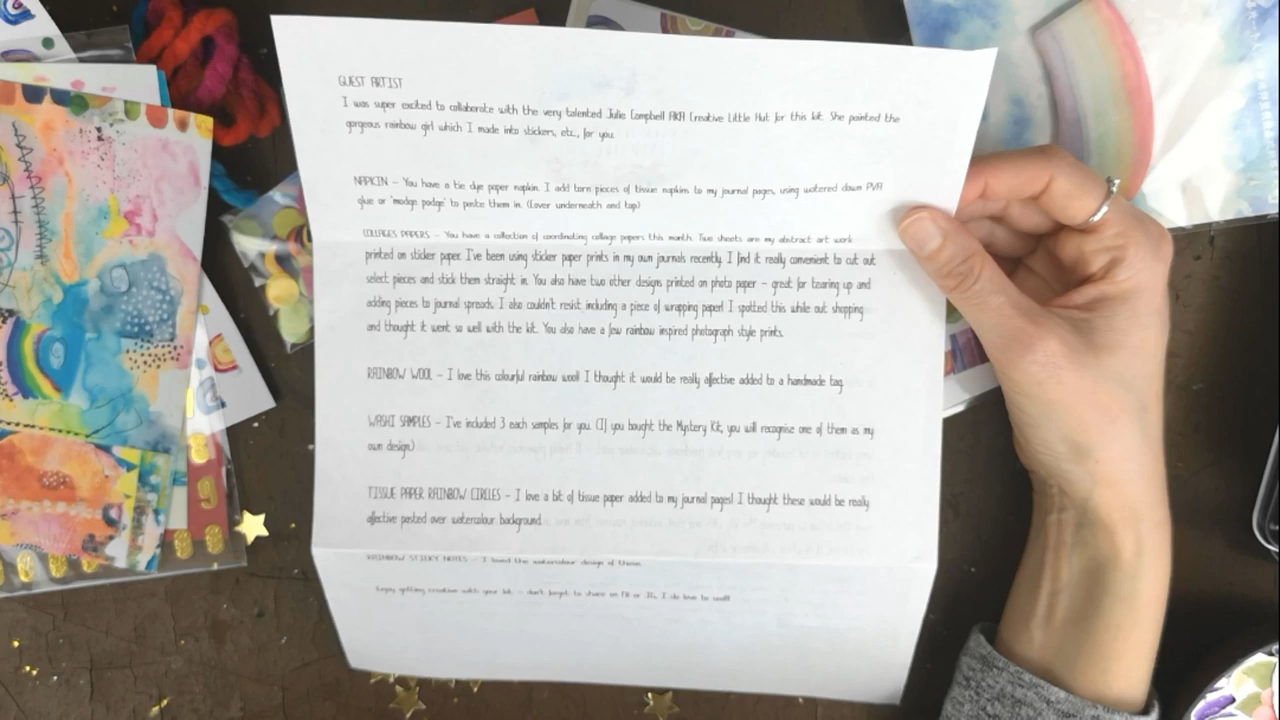 GUEST ARTIST
I was super excited to collaborate with the very talented Julie Campbell AKA Creative Little Hut for this kit. She painted the
gorgeous rainbow girl which I made into stickers, etc., for you.
NAPKIN – You have a tie dye paper napkin. I add torn pieces of tissue napkins to my journal pages, using watered down PVA
glue or 'modge podge' to paste them in. (Cover underneath and top)
COLLAGES PAPERS – You have a collection of coordinating collage papers this month. Two sheets are my abstract art work
printed on sticker paper. I've been using sticker paper prints in my own journals recently. I find it really convenient to cut out
select pieces and stick them straight in. You also have two other designs printed on photo paper – great for tearing up and
adding pieces to journal spreads. I also couldn't resist including a piece of wrapping paper! I spotted this while out shopping
and thought it went so well with the kit. You also have a few rainbow inspired photograph style prints.
RAINBOW WOOL – I love this colourful rainbow wool! I thought it would be really affective added to a handmade tag.
WASHI SAMPLES – I've included 3 each samples for you. (If you bought the Mystery Kit, you will recognise one of them as my
own design.)
TISSUE PAPER RAINBOW CIRCLES – I love a bit of tissue paper added to my journal pages! I thought these would be really
affective pasted over watercolour background.
RAINBOW STICKY NOTES – I loved the watercolour design of these.
Enjoy getting creative with your kit – don't forget to share on FB or IG, I do love to see!!!